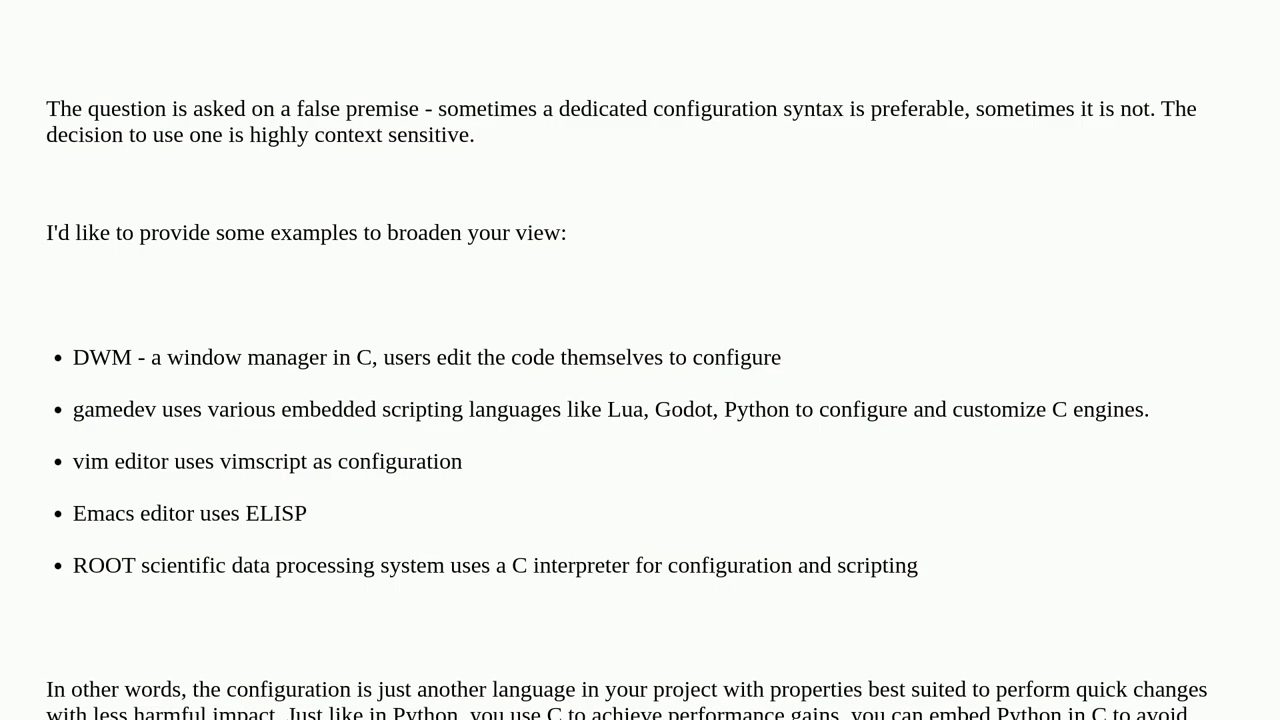 The question is asked on a false premise - sometimes a dedicated configuration syntax is preferable, sometimes it is not. The
decision to use one is highly context sensitive.
I'd like to provide some examples to broaden your view:
• DWM - a window manager in C, users edit the code themselves to configure
• gamedev uses various embedded scripting languages like Lua, Godot, Python to configure and customize C engines.
• vim editor uses vimscript as configuration
• Emacs editor uses ELISP
• ROOT scientific data processing system uses a C interpreter for configuration and scripting
In other words, the configuration is just another language in your project with properties best suited to perform quick changes
with less harmful impact. Just like in Python, you use C to achieve performance gains, you can embed Python in C to avoid